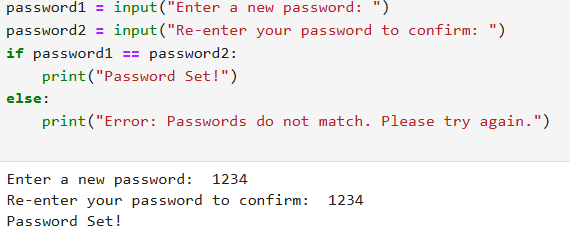 password1 = input("Enter a new password: ")
password2 = input("Re-enter your password to confirm: ")
if password1 == password2:
    print("Password Set!")
else:
    print("Error: Passwords do not match. Please try again.")
Enter a new password:  1234
Re-enter your password to confirm:  1234
Password Set!